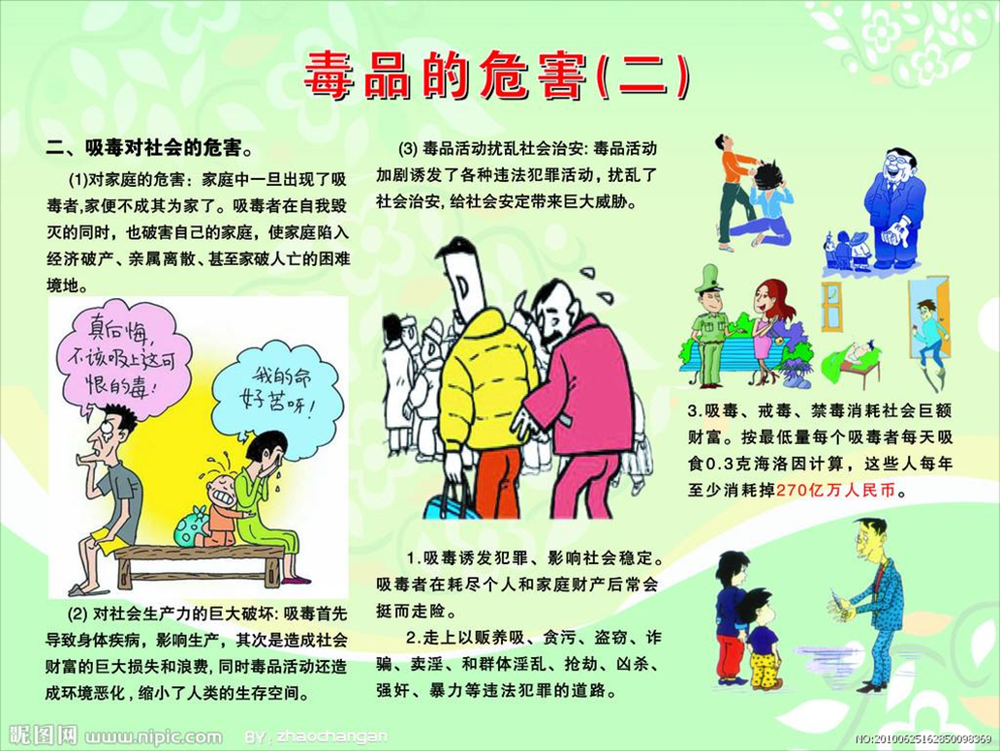 毒品的危害(二)
二、吸毒对社会的危害。
(1)对家庭的危害：家庭中一旦出现了吸
毒者,家便不成其为家了。吸毒者在自我毁
灭的同时，也破害自己的家庭，使家庭陷入
经济破产、亲属离散、甚至家破人亡的困难
境地。
真后悔,
不该吸上这可
恨的毒!
我的命
好苦呀!
(2) 对社会生产力的巨大破坏: 吸毒首先
导致身体疾病，影响生产，其次是造成社会
财富的巨大损失和浪费, 同时毒品活动还造
成环境恶化, 缩小了人类的生存空间。
(3) 毒品活动扰乱社会治安: 毒品活动
加剧诱发了各种违法犯罪活动，扰乱了
社会治安, 给社会安定带来巨大威胁。
1.吸毒诱发犯罪、影响社会稳定。
吸毒者在耗尽个人和家庭财产后常会
挺而走险。
2.走上以贩养吸、贪污、盗窃、诈
骗、卖淫、和群体淫乱、抢劫、凶杀、
强奸、暴力等违法犯罪的道路。
3.吸毒、戒毒、禁毒消耗社会巨额
财富。按最低量每个吸毒者每天吸
食0.3克海洛因计算，这些人每年
至少消耗掉270亿万人民币。
昵图网 www.nipic.com BY: zhaochangan
NO:20100625162850098369